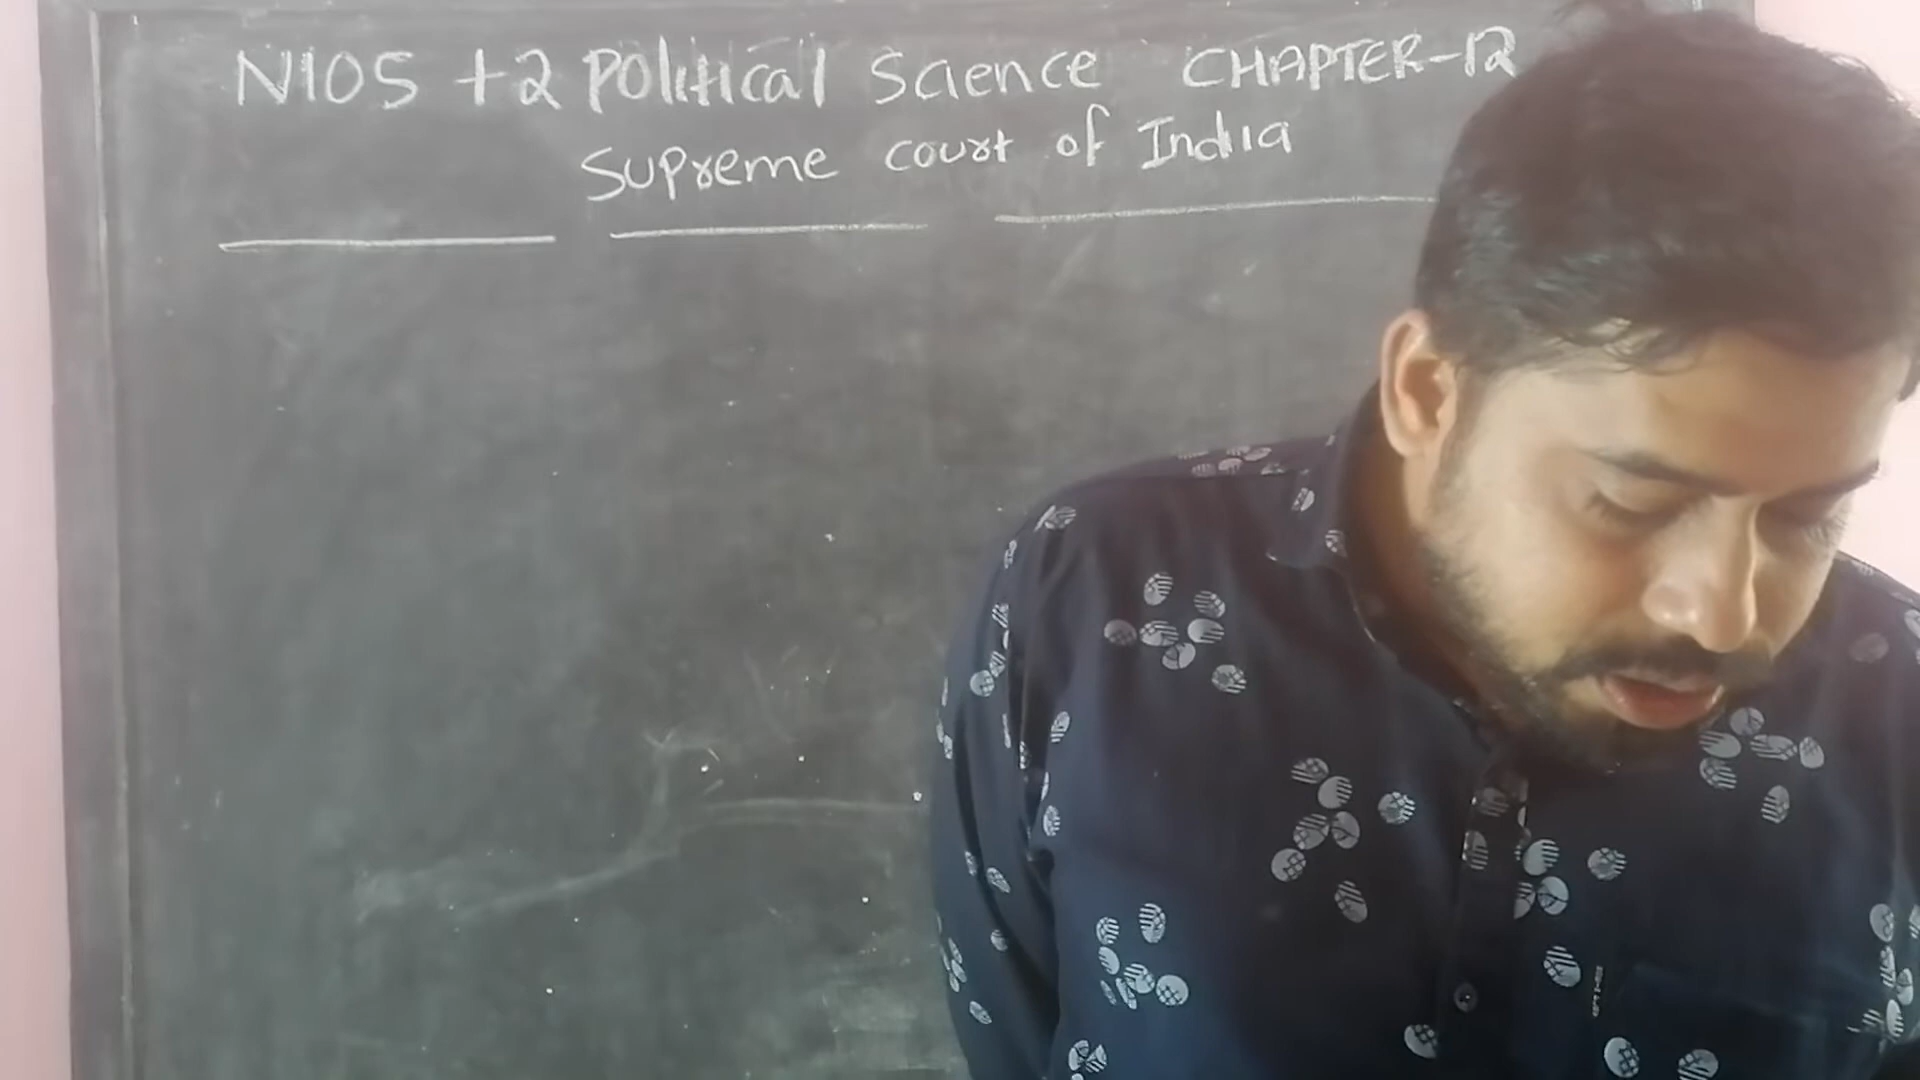 NIOS +2 Political Science CHAPTER-12
Supreme court of India